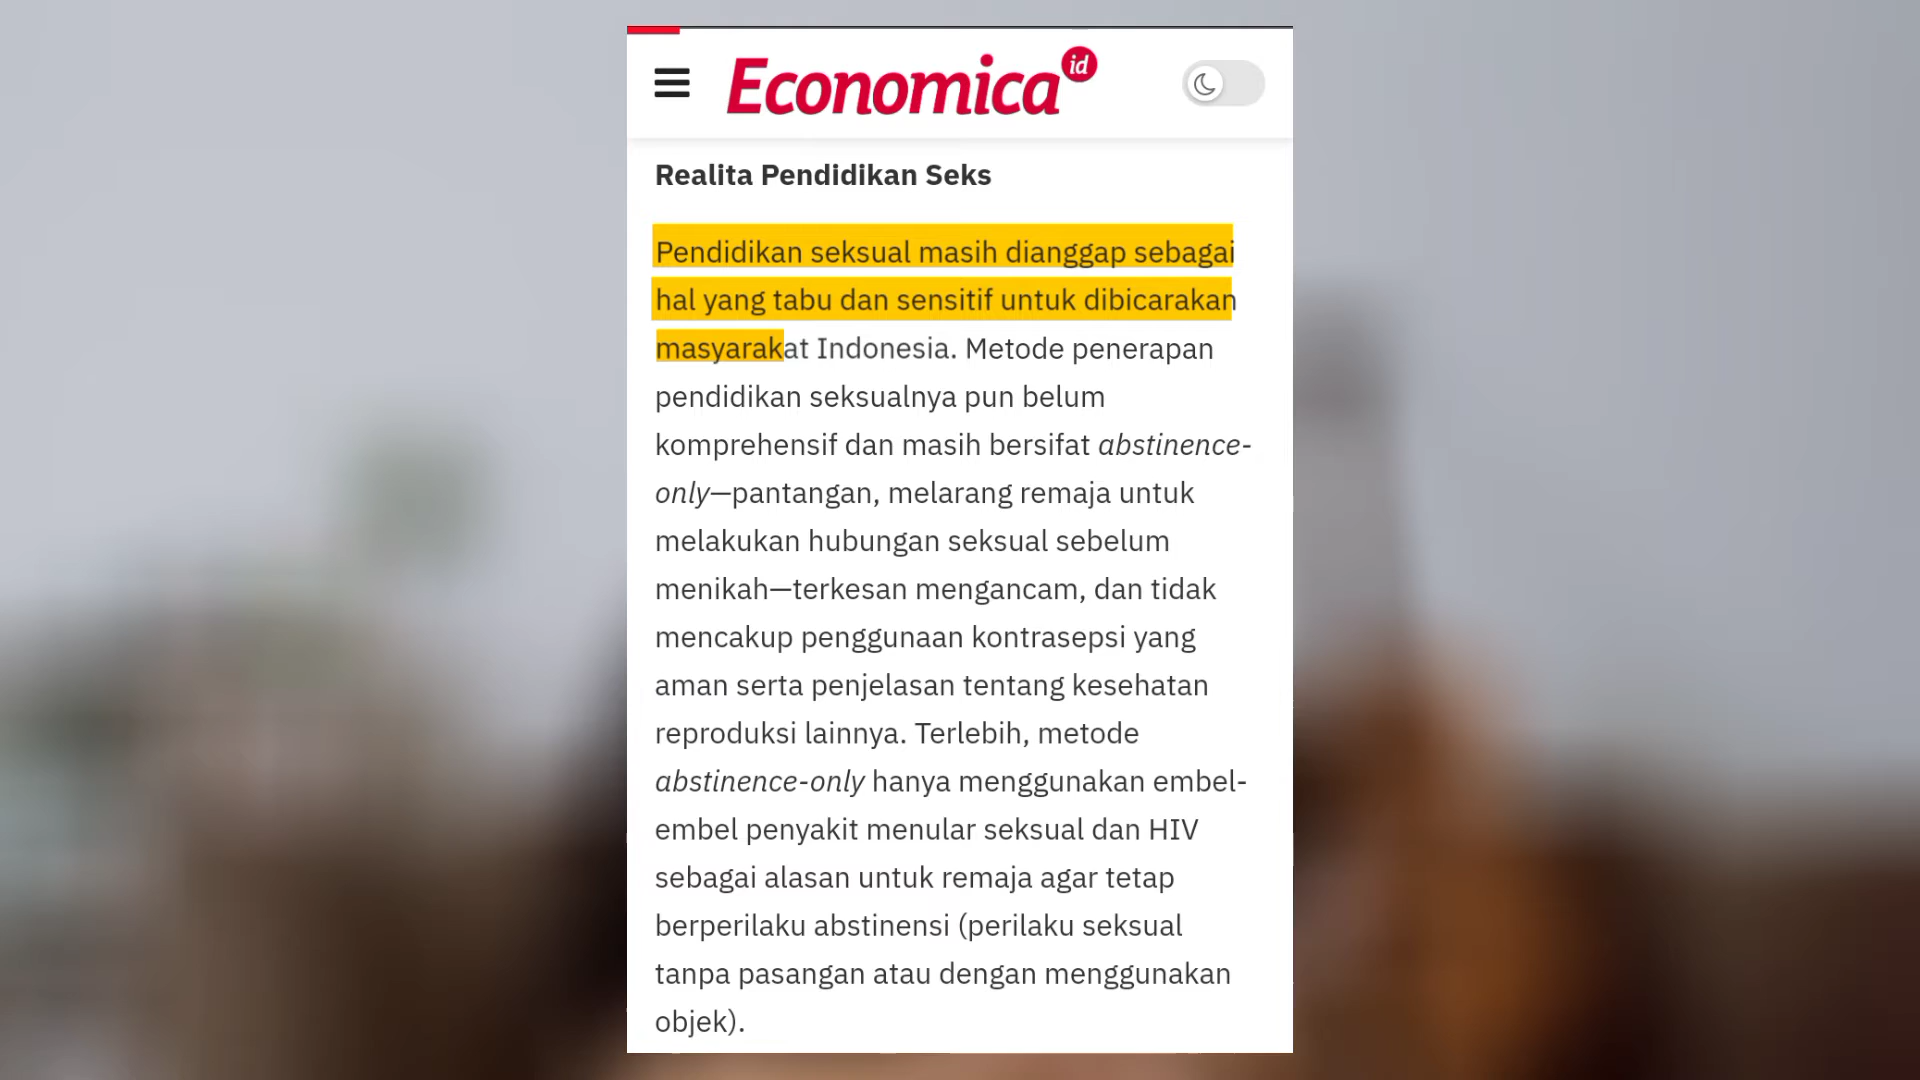 Economica id
Realita Pendidikan Seks
Pendidikan seksual masih dianggap sebagai
hal yang tabu dan sensitif untuk dibicarakan
masyarakat Indonesia. Metode penerapan
pendidikan seksualnya pun belum
komprehensif dan masih bersifat abstinence-
only—pantangan, melarang remaja untuk
melakukan hubungan seksual sebelum
menikah—terkesan mengancam, dan tidak
mencakup penggunaan kontrasepsi yang
aman serta penjelasan tentang kesehatan
reproduksi lainnya. Terlebih, metode
abstinence-only hanya menggunakan embel-
embel penyakit menular seksual dan HIV
sebagai alasan untuk remaja agar tetap
berperilaku abstinensi (perilaku seksual
tanpa pasangan atau dengan menggunakan
objek).